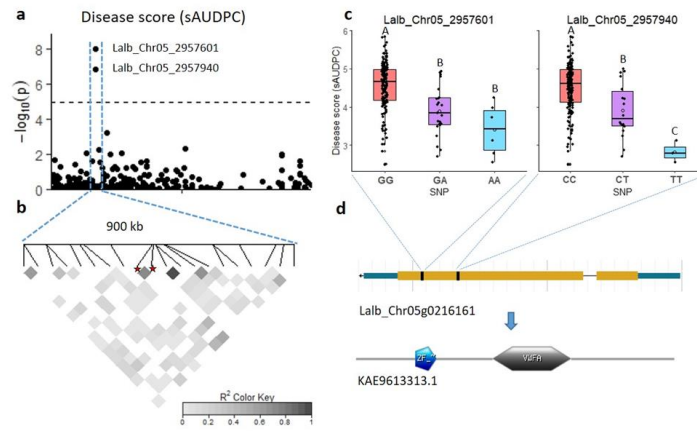 a
Disease score (sAUDPC)
−log₁₀(p)
8
6
4
2
0
Lalb_Chr05_2957601
Lalb_Chr05_2957940
b
900 kb
R² Color Key
0 0.2 0.4 0.6 0.8 1
c
Lalb_Chr05_2957601
Lalb_Chr05_2957940
Disease score (sAUDPC)
6
5
4
3
A
B
B
A
B
C
GG GA AA
CC CT TT
SNP
SNP
d
Lalb_Chr05g0216161
VWFA
KAE9613313.1